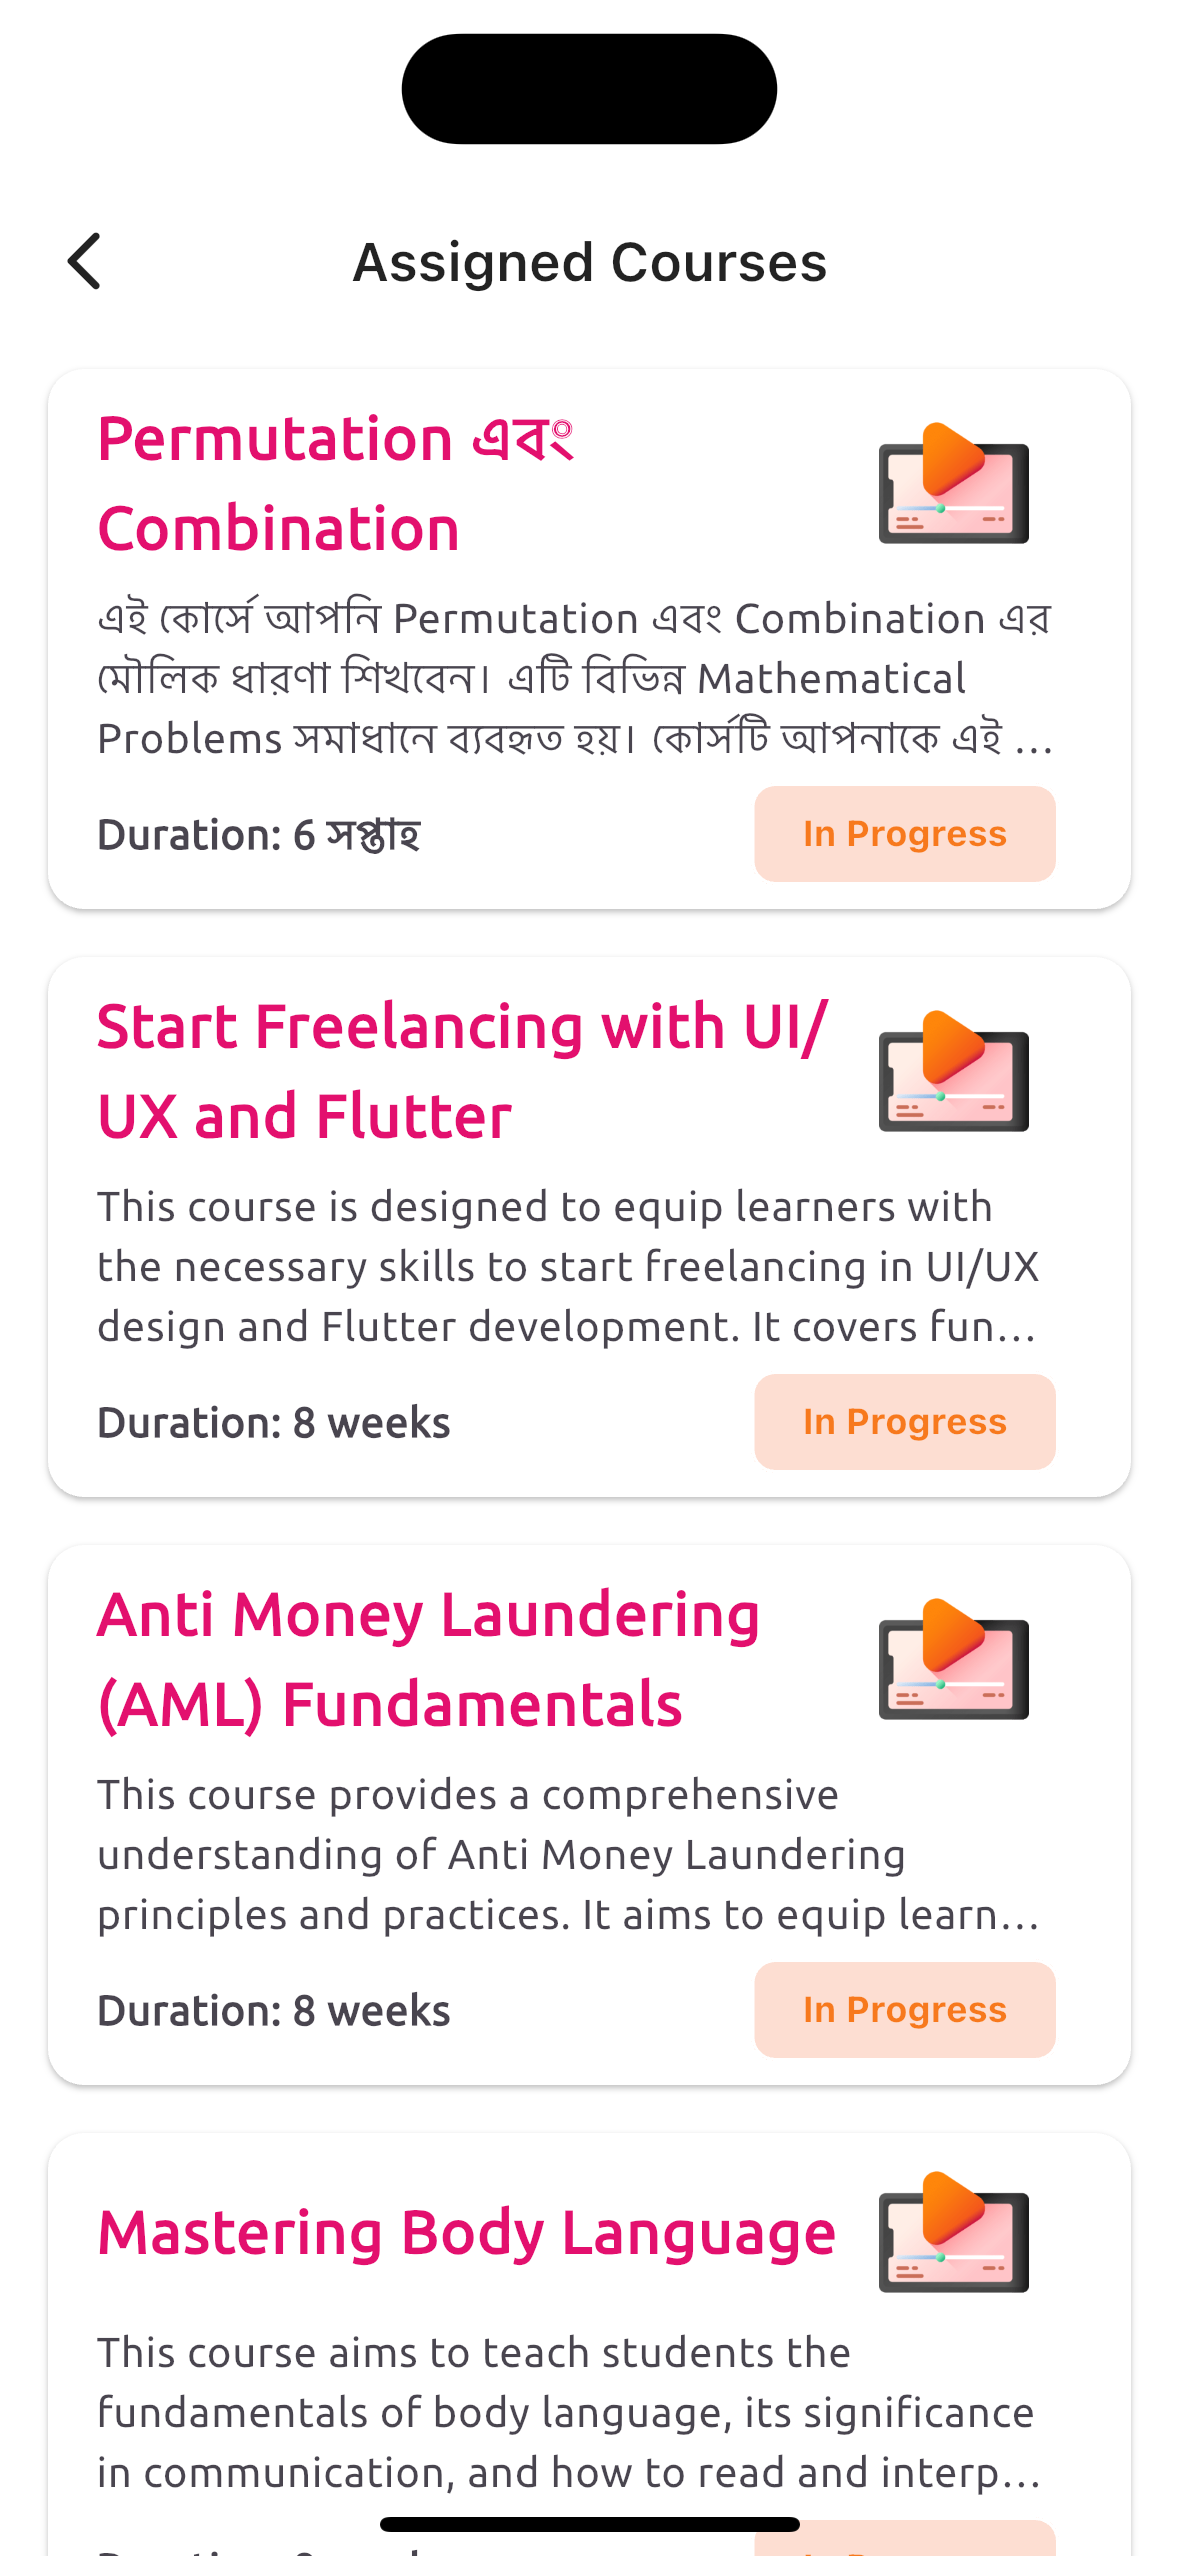 Assigned Courses
Permutation এবং
Combination
এই কোর্সে আপনি Permutation এবং Combination এর
মৌলিক ধারণা শিখবেন। এটি বিভিন্ন Mathematical
Problems সমাধানে ব্যবহৃত হয়। কোর্সটি আপনাকে এই ...
Duration: 6 সপ্তাহ
In Progress
Start Freelancing with UI/
UX and Flutter
This course is designed to equip learners with
the necessary skills to start freelancing in UI/UX
design and Flutter development. It covers fun...
Duration: 8 weeks
In Progress
Anti Money Laundering
(AML) Fundamentals
This course provides a comprehensive
understanding of Anti Money Laundering
principles and practices. It aims to equip learn...
Duration: 8 weeks
In Progress
Mastering Body Language
This course aims to teach students the
fundamentals of body language, its significance
in communication, and how to read and interp...